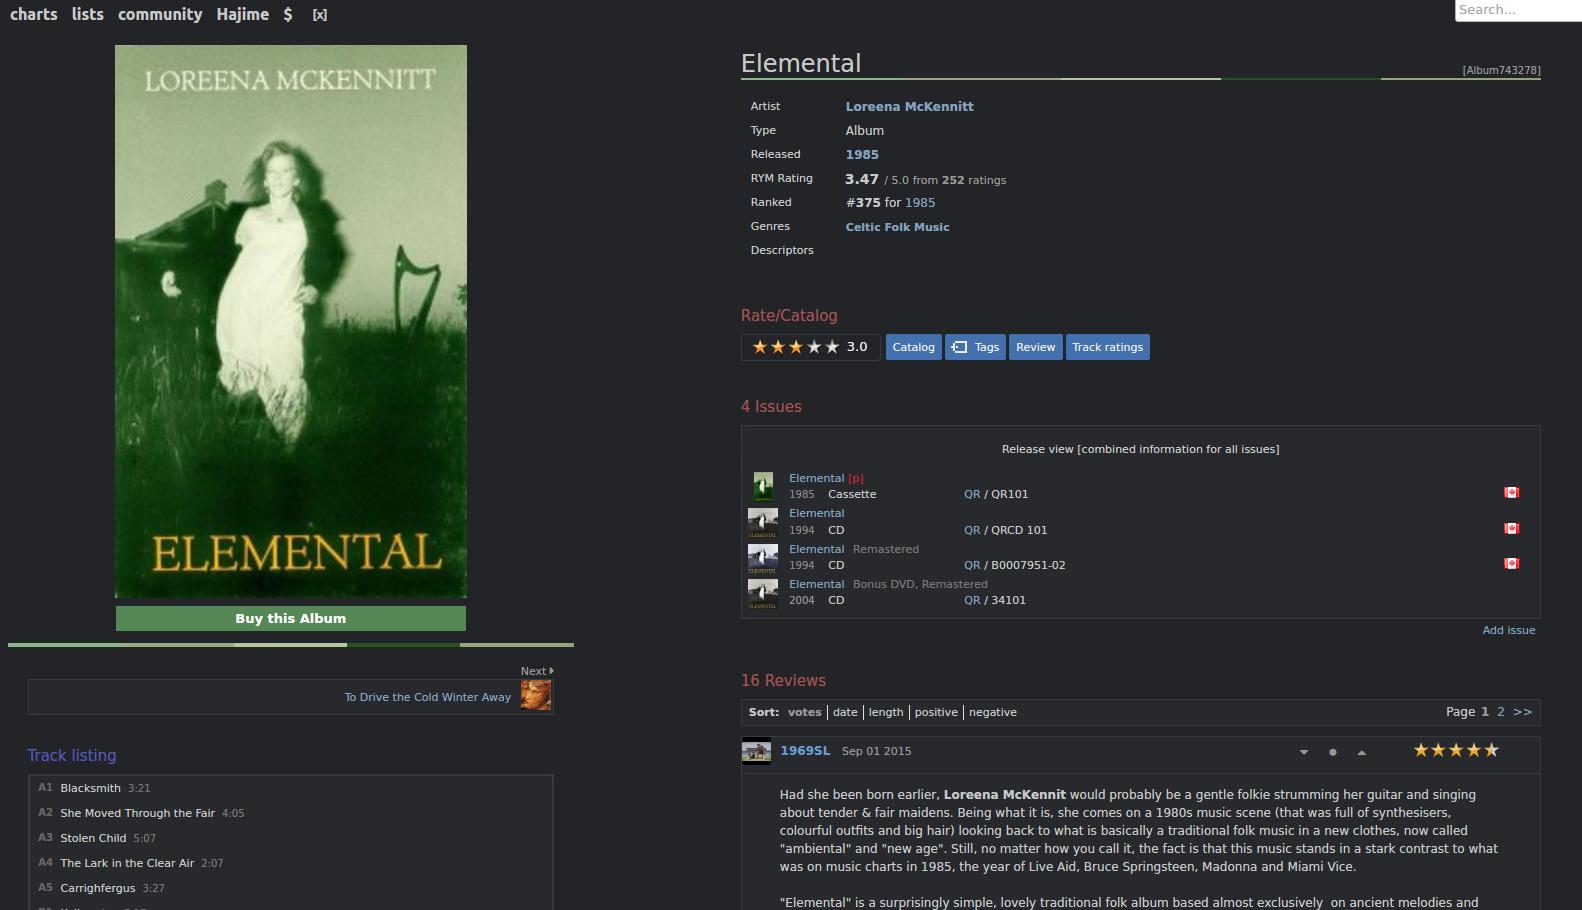 charts lists community Hajime $ [x]
Search...
LOREENA MCKENNITT
ELEMENTAL
Buy this Album
Next
To Drive the Cold Winter Away
Track listing
A1 Blacksmith 3:21
A2 She Moved Through the Fair 4:05
A3 Stolen Child 5:07
A4 The Lark in the Clear Air 2:07
A5 Carrighfergus 3:27
Elemental
[Album743278]
Artist Loreena McKennitt
Type Album
Released 1985
RYM Rating 3.47 / 5.0 from 252 ratings
Ranked #375 for 1985
Genres Celtic Folk Music
Descriptors
Rate/Catalog
3.0 Catalog Tags Review Track ratings
4 Issues
Release view [combined information for all issues]
Elemental [p]
1985 Cassette QR / QR101
Elemental
1994 CD QR / QRCD 101
Elemental Remastered
1994 CD QR / B0007951-02
Elemental Bonus DVD, Remastered
2004 CD QR / 34101
Add issue
16 Reviews
Sort: votes | date | length | positive | negative Page 1 2 >>
1969SL Sep 01 2015
Had she been born earlier, Loreena McKennit would probably be a gentle folkie strumming her guitar and singing
about tender & fair maidens. Being what it is, she comes on a 1980s music scene (that was full of synthesisers,
colourful outfits and big hair) looking back to what is basically a traditional folk music in a new clothes, now called
"ambiental" and "new age". Still, no matter how you call it, the fact is that this music stands in a stark contrast to what
was on music charts in 1985, the year of Live Aid, Bruce Springsteen, Madonna and Miami Vice.
"Elemental" is a surprisingly simple, lovely traditional folk album based almost exclusively on ancient melodies and